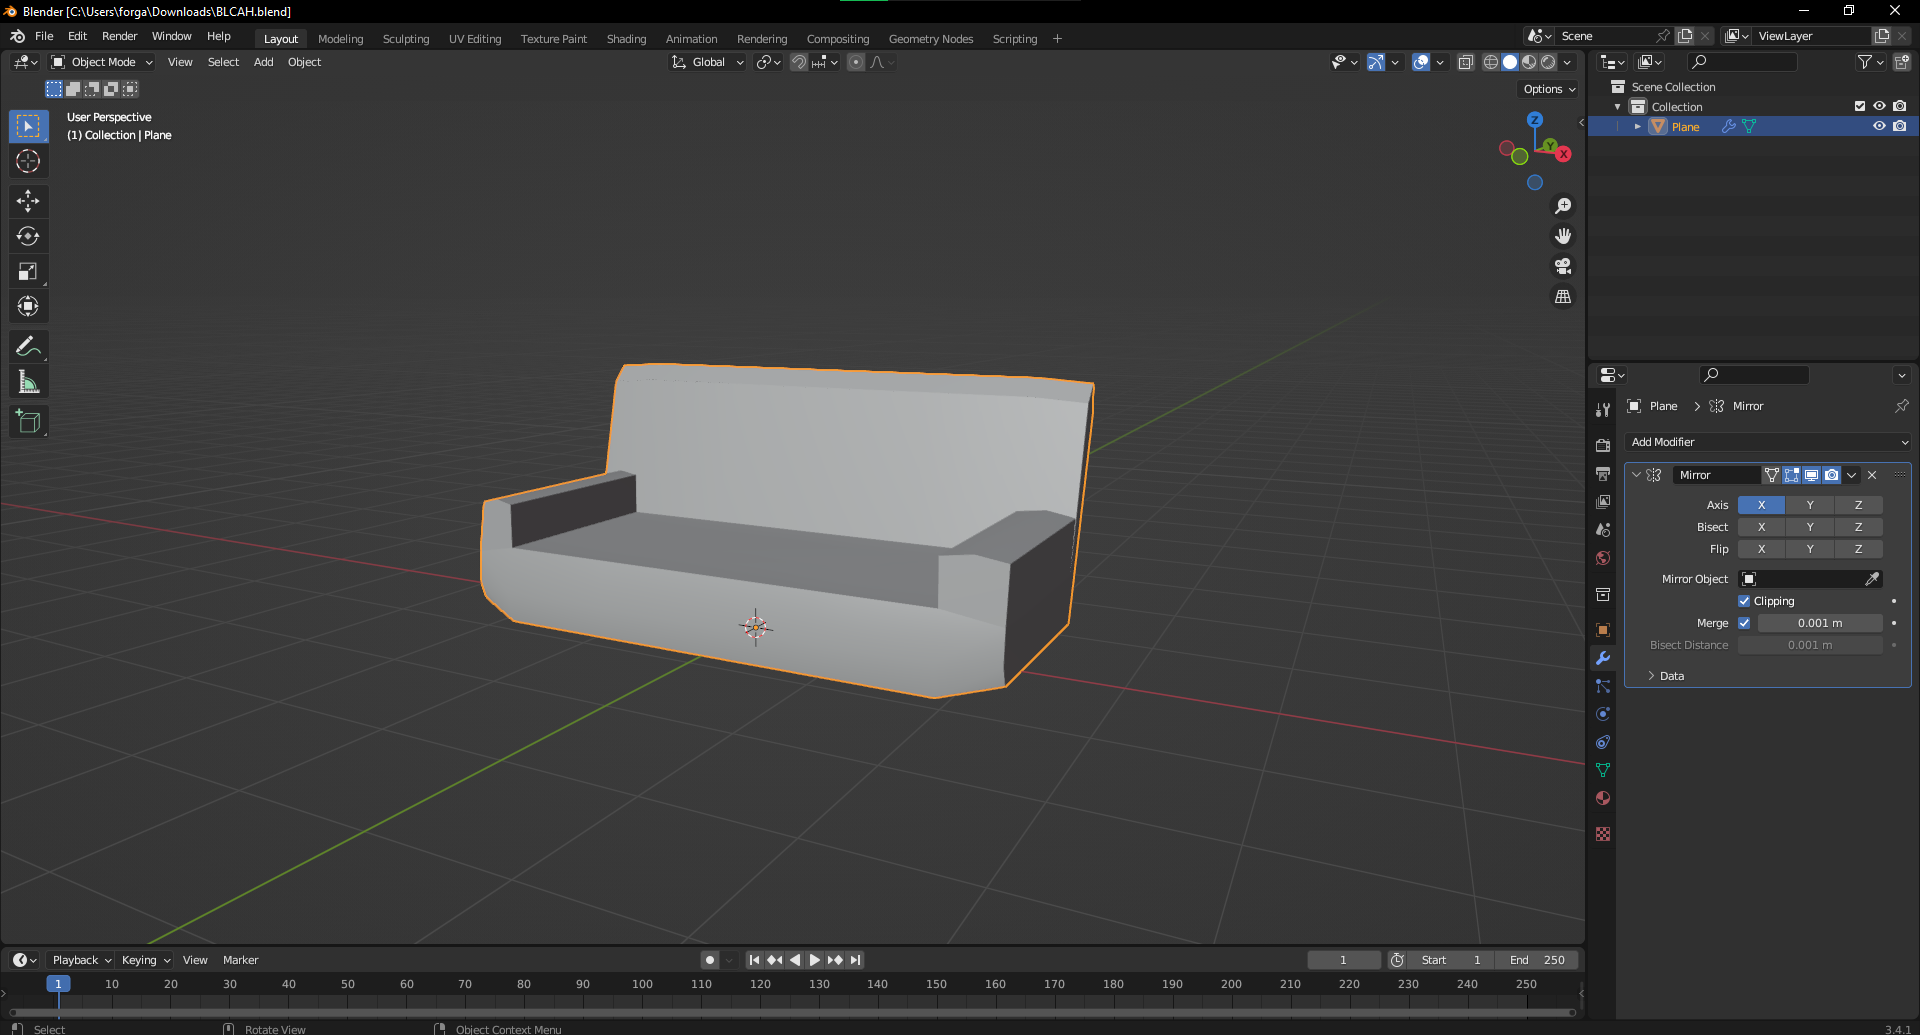 Blender [C:\Users\forga\Downloads\BLCAH.blend]
File Edit Render Window Help Layout Modeling Sculpting UV Editing Texture Paint Shading Animation Rendering Compositing Geometry Nodes Scripting + Scene ViewLayer
Object Mode View Select Add Object Global
Options
User Perspective
(1) Collection | Plane
Z
Y
X
Scene Collection
Collection
Plane
Plane > Mirror
Add Modifier
Mirror
Axis X Y Z
Bisect X Y Z
Flip X Y Z
Mirror Object
Clipping
Merge 0.001 m
Bisect Distance 0.001 m
Data
Playback Keying View Marker 1 Start 1 End 250
1 10 20 30 40 50 60 70 80 90 100 110 120 130 140 150 160 170 180 190 200 210 220 230 240 250
Select Rotate View Object Context Menu 3.4.1